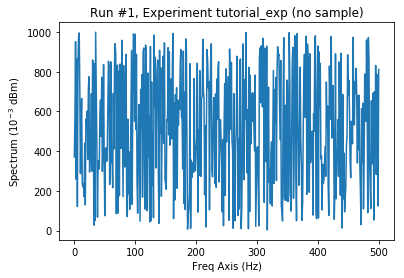 Run #1, Experiment tutorial_exp (no sample)
1000
800
600
400
200
0
Spectrum (10⁻³ dBm)
0 100 200 300 400 500
Freq Axis (Hz)